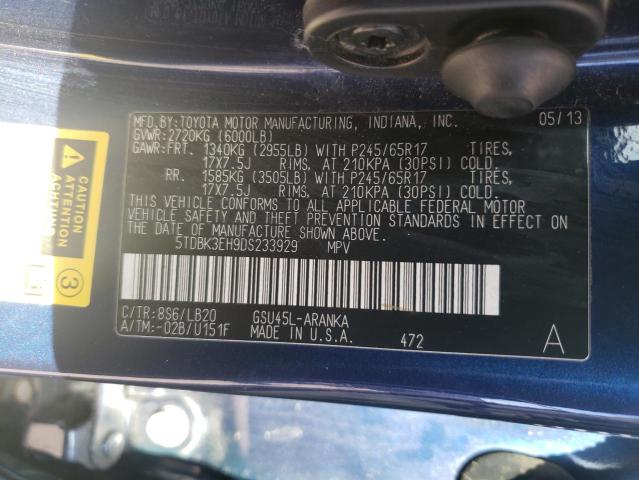 MFD.BY:TOYOTA MOTOR MANUFACTURING, INDIANA, INC. 05/13
GVWR:2720KG (6000LB)
GAWR:FRT. 1340KG (2955LB) WITH P245/65R17 TIRES,
17X7.5J RIMS, AT 210KPA (30PSI) COLD.
RR. 1585KG (3505LB) WITH P245/65R17 TIRES,
17X7.5J RIMS, AT 210KPA (30PSI) COLD.
THIS VEHICLE CONFORMS TO ALL APPLICABLE FEDERAL MOTOR
VEHICLE SAFETY AND THEFT PREVENTION STANDARDS IN EFFECT ON
THE DATE OF MANUFACTURE SHOWN ABOVE.
5TDBK3EH9DS233929 MPV
C/TR:8S6/LB20 GSU45L-ARANKA
A/TM:-02B/U151F MADE IN U.S.A. 472 A
CAUTION
ATTENTION
ACHTUNG
3